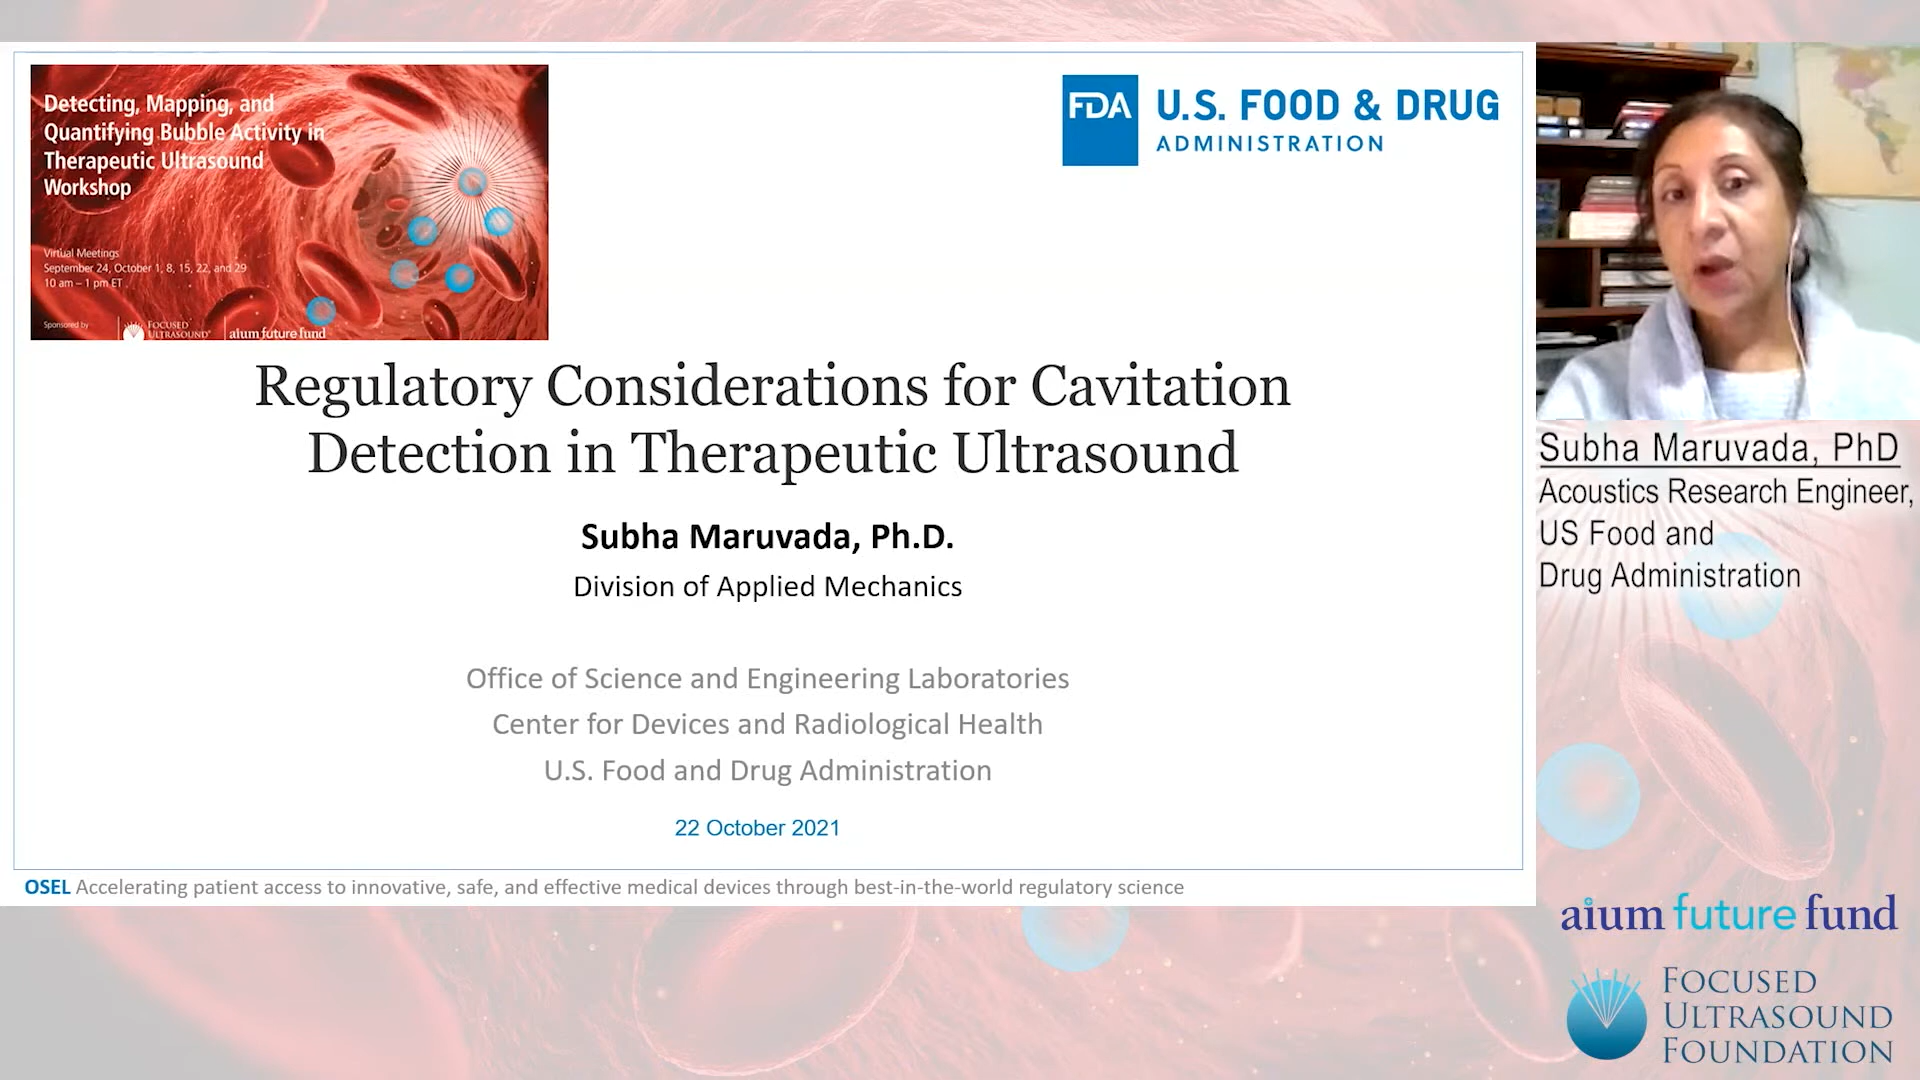 Detecting, Mapping, and
Quantifying Bubble Activity in
Therapeutic Ultrasound
Workshop
Virtual Meetings
September 24, October 1, 8, 15, 22, and 29
10 am – 1 pm ET
Sponsored by
FOCUSED
ULTRASOUND
aium future fund
FDA
U.S. FOOD & DRUG
ADMINISTRATION
Regulatory Considerations for Cavitation
Detection in Therapeutic Ultrasound
Subha Maruvada, Ph.D.
Division of Applied Mechanics
Office of Science and Engineering Laboratories
Center for Devices and Radiological Health
U.S. Food and Drug Administration
22 October 2021
OSEL Accelerating patient access to innovative, safe, and effective medical devices through best-in-the-world regulatory science
Subha Maruvada, PhD
Acoustics Research Engineer,
US Food and
Drug Administration
aium future fund
FOCUSED
ULTRASOUND
FOUNDATION